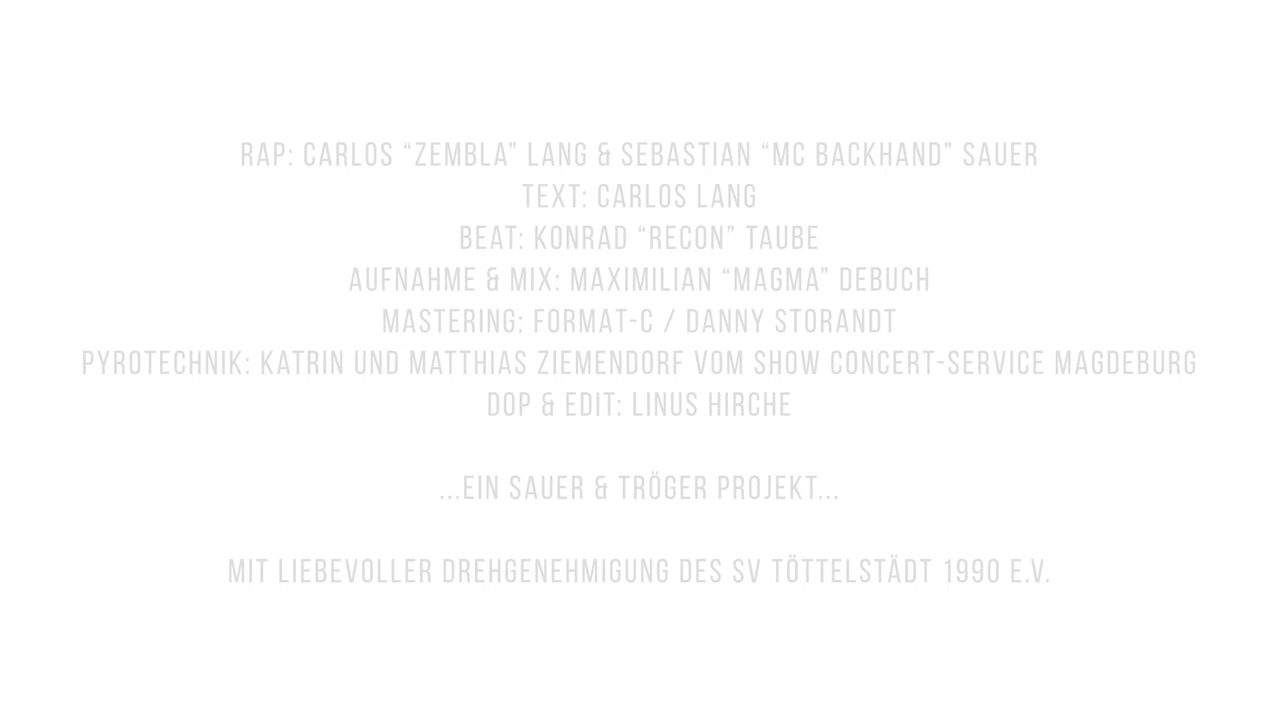 RAP: CARLOS “ZEMBLA” LANG & SEBASTIAN “MC BACKHAND” SAUER
TEXT: CARLOS LANG
BEAT: KONRAD “RECON” TAUBE
AUFNAHME & MIX: MAXIMILIAN “MAGMA” DEBUCH
MASTERING: FORMAT-C / DANNY STORANDT
PYROTECHNIK: KATRIN UND MATTHIAS ZIEMENDORF VOM SHOW CONCERT-SERVICE MAGDEBURG
DOP & EDIT: LINUS HIRCHE
...EIN SAUER & TRÖGER PROJEKT...
MIT LIEBEVOLLER DREHGENEHMIGUNG DES SV TÖTTELSTÄDT 1990 E.V.